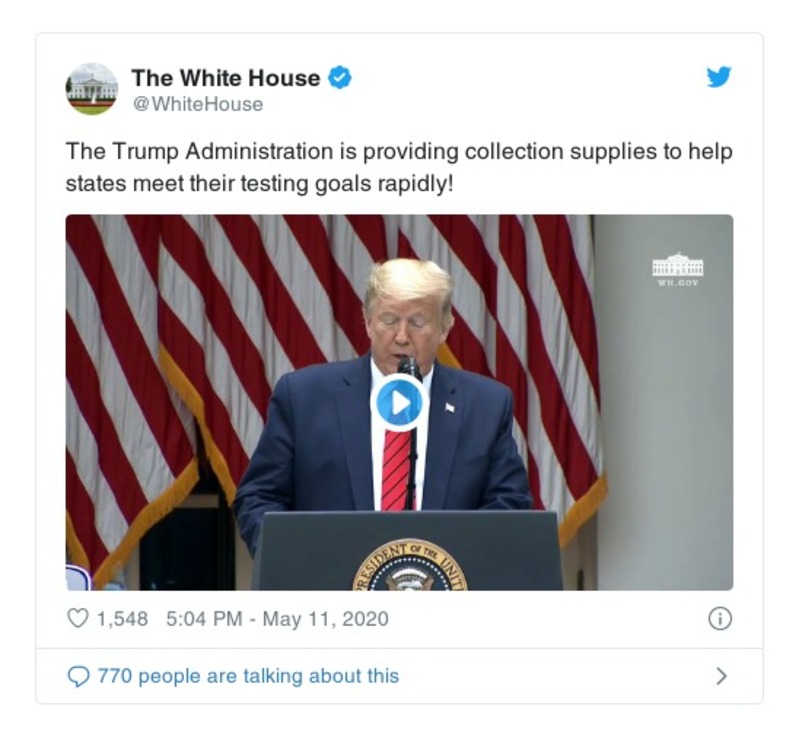 The White House
@WhiteHouse
The Trump Administration is providing collection supplies to help
states meet their testing goals rapidly!
WH.GOV
PRESIDENT OF THE UNIT
1,548 5:04 PM - May 11, 2020
770 people are talking about this